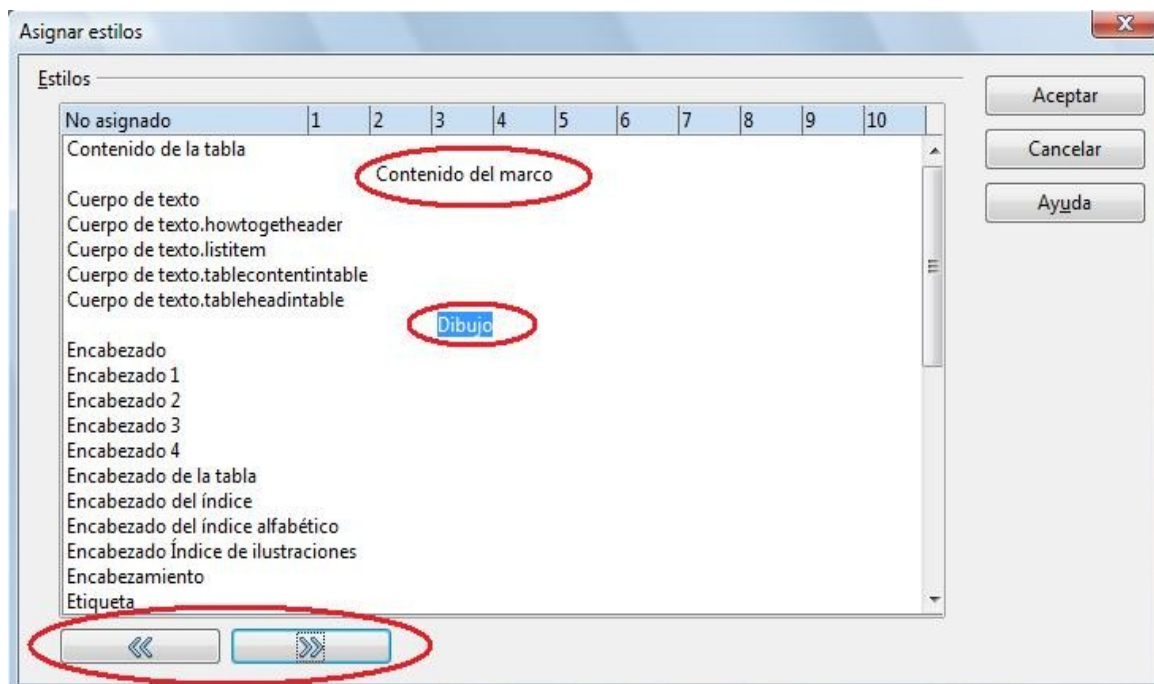 Asignar estilos
Estilos
No asignado 1 2 3 4 5 6 7 8 9 10
Contenido de la tabla
Contenido del marco
Cuerpo de texto
Cuerpo de texto.howtogetheader
Cuerpo de texto.listitem
Cuerpo de texto.tablecontentintable
Cuerpo de texto.tableheadintable
Dibujo
Encabezado
Encabezado 1
Encabezado 2
Encabezado 3
Encabezado 4
Encabezado de la tabla
Encabezado del índice
Encabezado del índice alfabético
Encabezado Índice de ilustraciones
Encabezamiento
Etiqueta
Aceptar
Cancelar
Ayuda